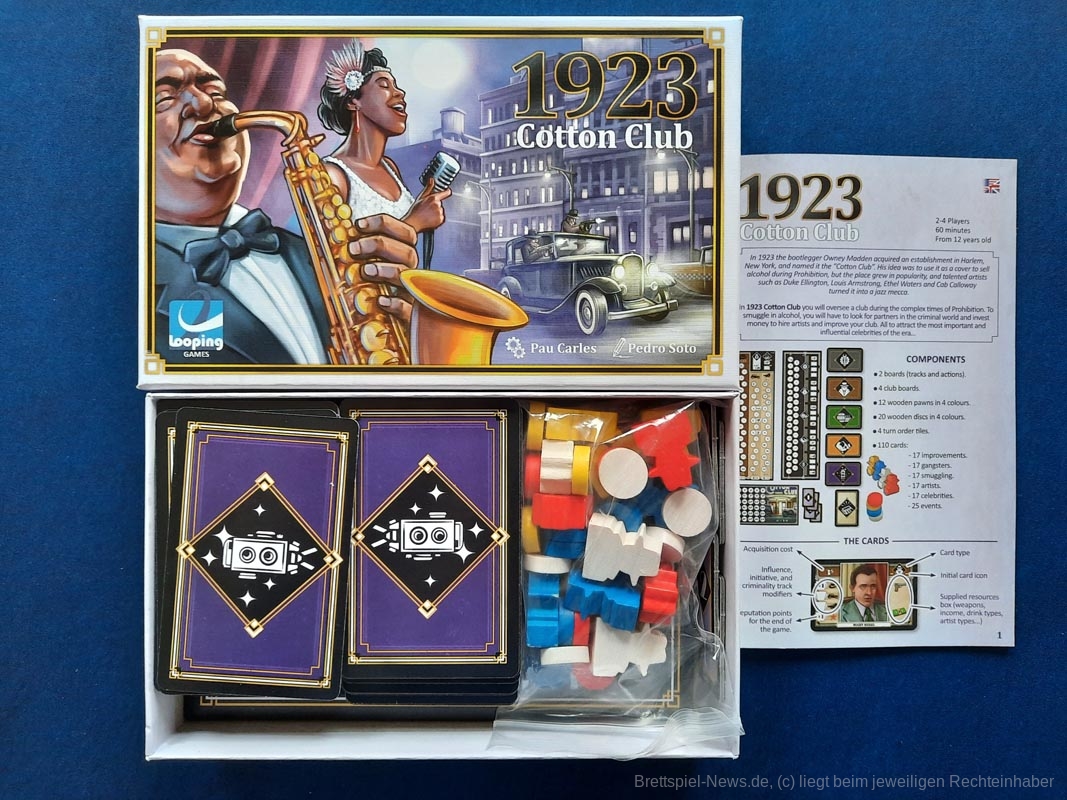 1923
Cotton Club
Looping
GAMES
Pau Carles
Pedro Soto
1923
Cotton Club
2-4 Players
60 minutes
From 12 years old
In 1923 the bootlegger Owney Madden acquired an establishment in Harlem,
New York, and named it the "Cotton Club". His idea was to use it as a cover to sell
alcohol during Prohibition, but the place grew in popularity, and talented artists
such as Duke Ellington, Louis Armstrong, Ethel Waters and Cab Calloway
turned it into a jazz mecca.
In 1923 Cotton Club you will oversee a club during the complex times of Prohibition. To
smuggle in alcohol, you will have to look for partners in the criminal world and invest
money to hire artists and improve your club. All to attract the most important and
influential celebrities of the era...
COMPONENTS
• 2 boards (tracks and actions).
• 4 club boards.
• 12 wooden pawns in 4 colours.
• 20 wooden discs in 4 colours.
• 4 turn order tiles.
• 110 cards:
- 17 improvements.
- 17 gangsters.
- 17 smuggling.
- 17 artists.
- 17 celebrities.
- 25 events.
THE CARDS
Acquisition cost
Influence,
initiative, and
criminality track
modifiers
eputation points
for the end of
the game.
Card type
Initial card icon
Supplied resources
box (weapons,
income, drink types,
artist types...)
1
Brettspiel-News.de, (c) liegt beim jeweiligen Rechteinhaber